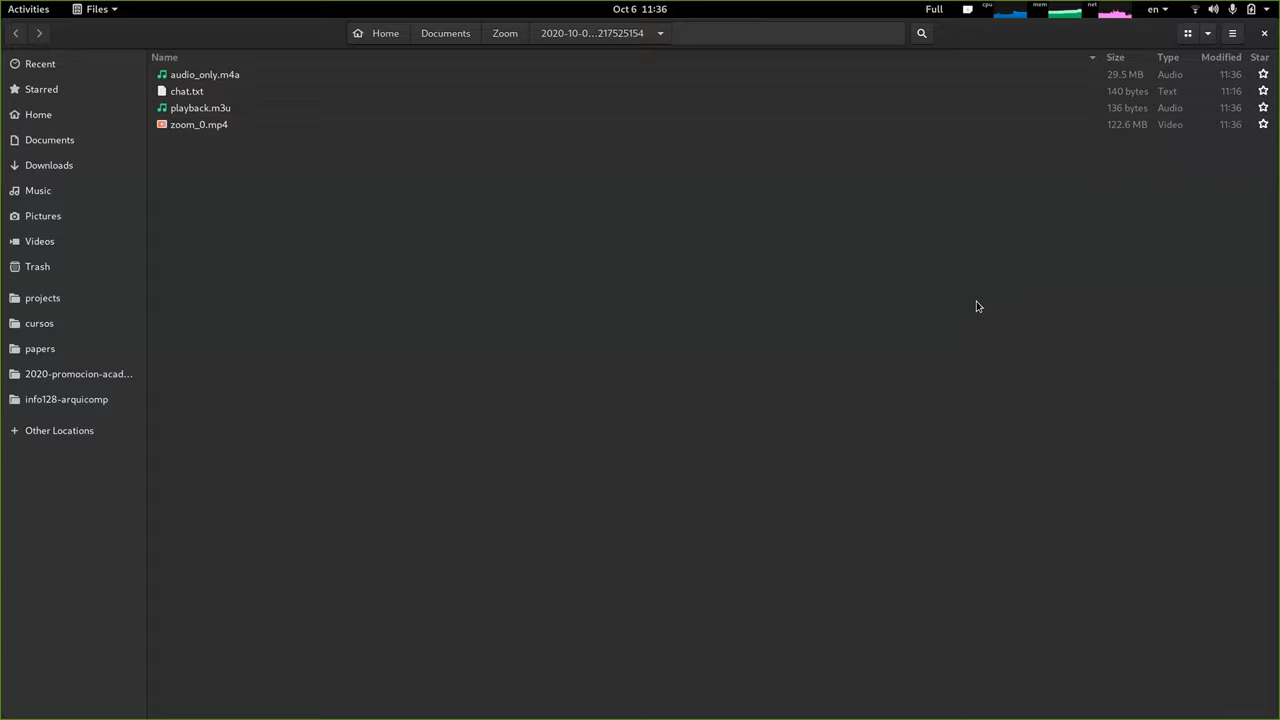 Activities Files Oct 6 11:36 Full cpu mem net en
Home Documents Zoom 2020-10-0...217525154
Name Size Type Modified Star
audio_only.m4a 29.5 MB Audio 11:36
chat.txt 140 bytes Text 11:16
playback.m3u 136 bytes Audio 11:36
zoom_0.mp4 122.6 MB Video 11:36
Recent
Starred
Home
Documents
Downloads
Music
Pictures
Videos
Trash
projects
cursos
papers
2020-promocion-acad...
info128-arquicomp
+ Other Locations